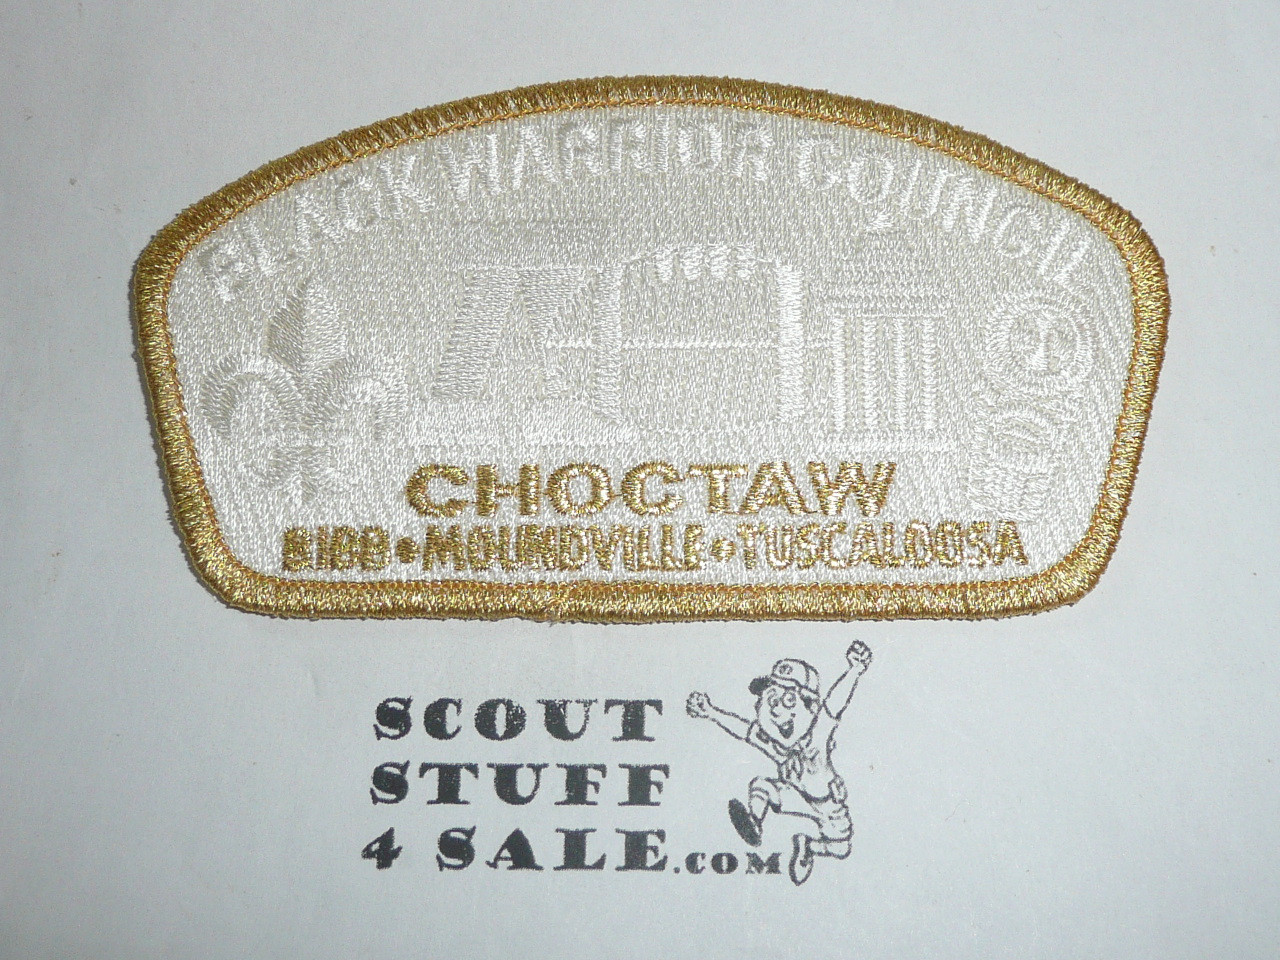 BLACK WARRIOR COUNCIL
CHOCTAW
BIBB • MOUNDVILLE • TUSCALOOSA
SCOUT
STUFF
4 SALE.COM